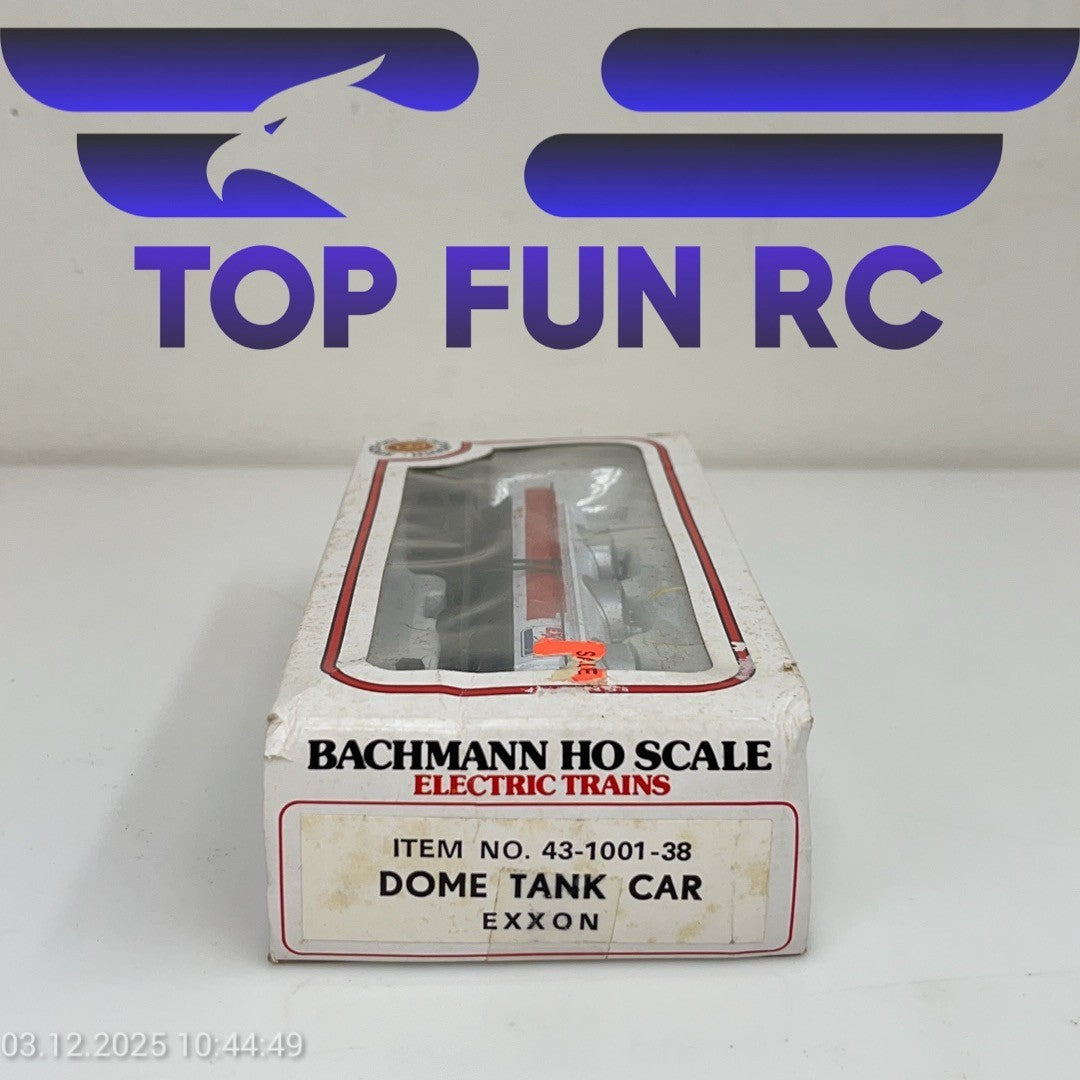 TOP FUN RC
SALE
BACHMANN HO SCALE
ELECTRIC TRAINS
ITEM NO. 43-1001-38
DOME TANK CAR
EXXON
03.12.2025 10:44:49